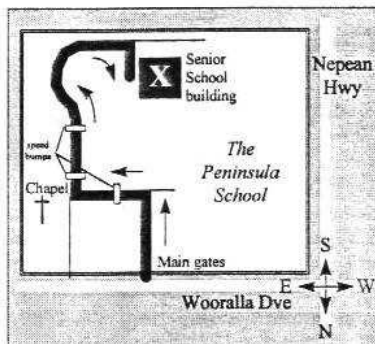 X
Senior
School
building
Nepean
Hwy
speed
bumps
The
Peninsula
School
Chapel
Main gates
Wooralla Dve
S
E
W
N